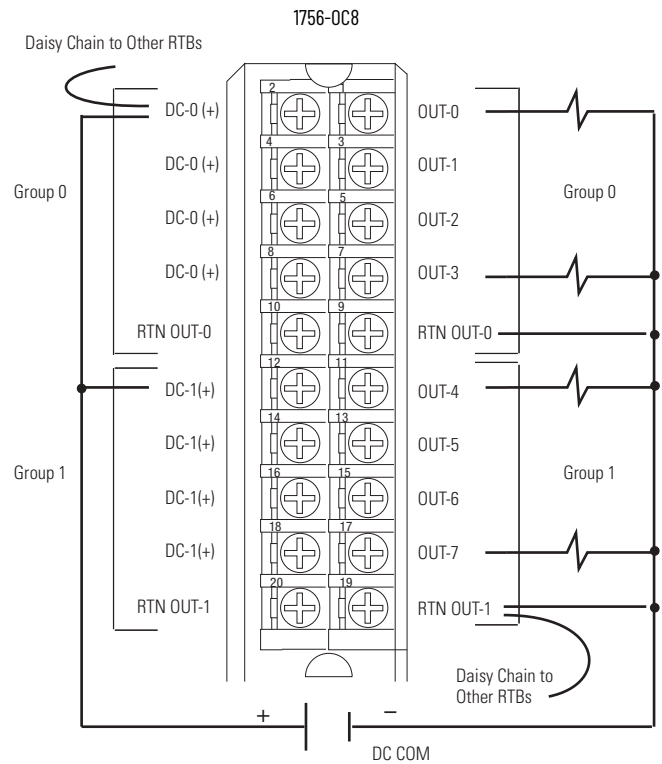 1756-OC8
Daisy Chain to Other RTBs
2 1
DC-0 (+) OUT-0
4 3
DC-0 (+) OUT-1
Group 0 Group 0
6 5
DC-0 (+) OUT-2
8 7
DC-0 (+) OUT-3
10 9
RTN OUT-0 RTN OUT-0
12 11
DC-1(+) OUT-4
14 13
DC-1(+) OUT-5
Group 1 Group 1
16 15
DC-1(+) OUT-6
18 17
DC-1(+) OUT-7
20 19
RTN OUT-1 RTN OUT-1
Daisy Chain to
Other RTBs
+ –
DC COM